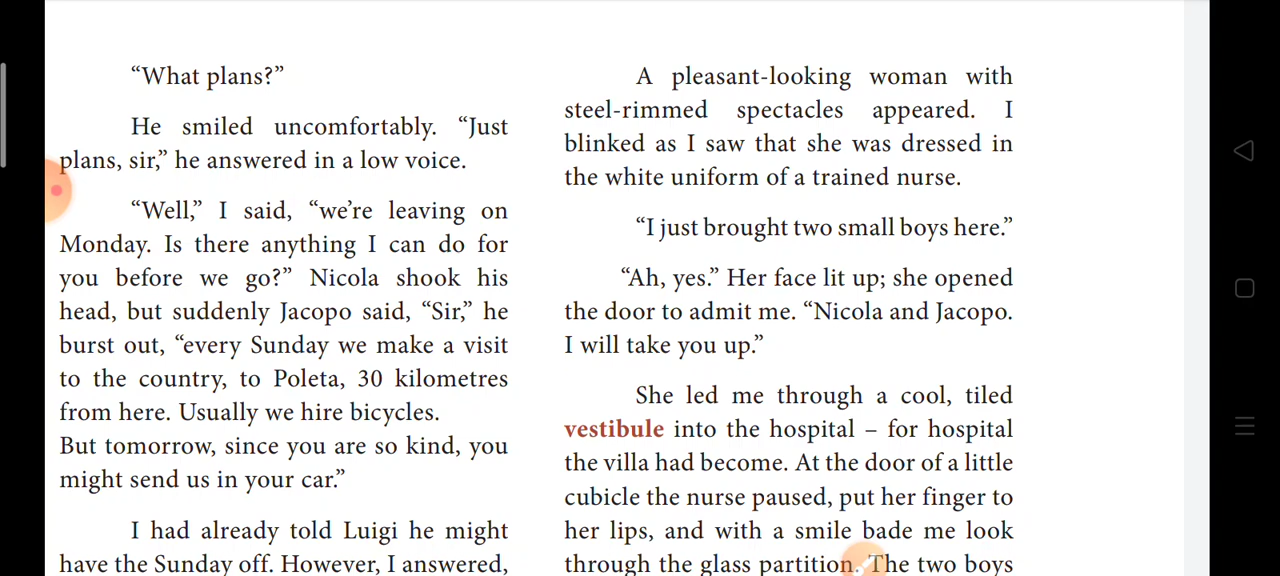 “What plans?”
He smiled uncomfortably. “Just
plans, sir,” he answered in a low voice.
“Well,” I said, “we’re leaving on
Monday. Is there anything I can do for
you before we go?” Nicola shook his
head, but suddenly Jacopo said, “Sir,” he
burst out, “every Sunday we make a visit
to the country, to Poleta, 30 kilometres
from here. Usually we hire bicycles.
But tomorrow, since you are so kind, you
might send us in your car.”
I had already told Luigi he might
have the Sunday off. However, I answered,
A pleasant-looking woman with
steel-rimmed spectacles appeared. I
blinked as I saw that she was dressed in
the white uniform of a trained nurse.
“I just brought two small boys here.”
“Ah, yes.” Her face lit up; she opened
the door to admit me. “Nicola and Jacopo.
I will take you up.”
She led me through a cool, tiled
vestibule into the hospital – for hospital
the villa had become. At the door of a little
cubicle the nurse paused, put her finger to
her lips, and with a smile bade me look
through the glass partition. The two boys